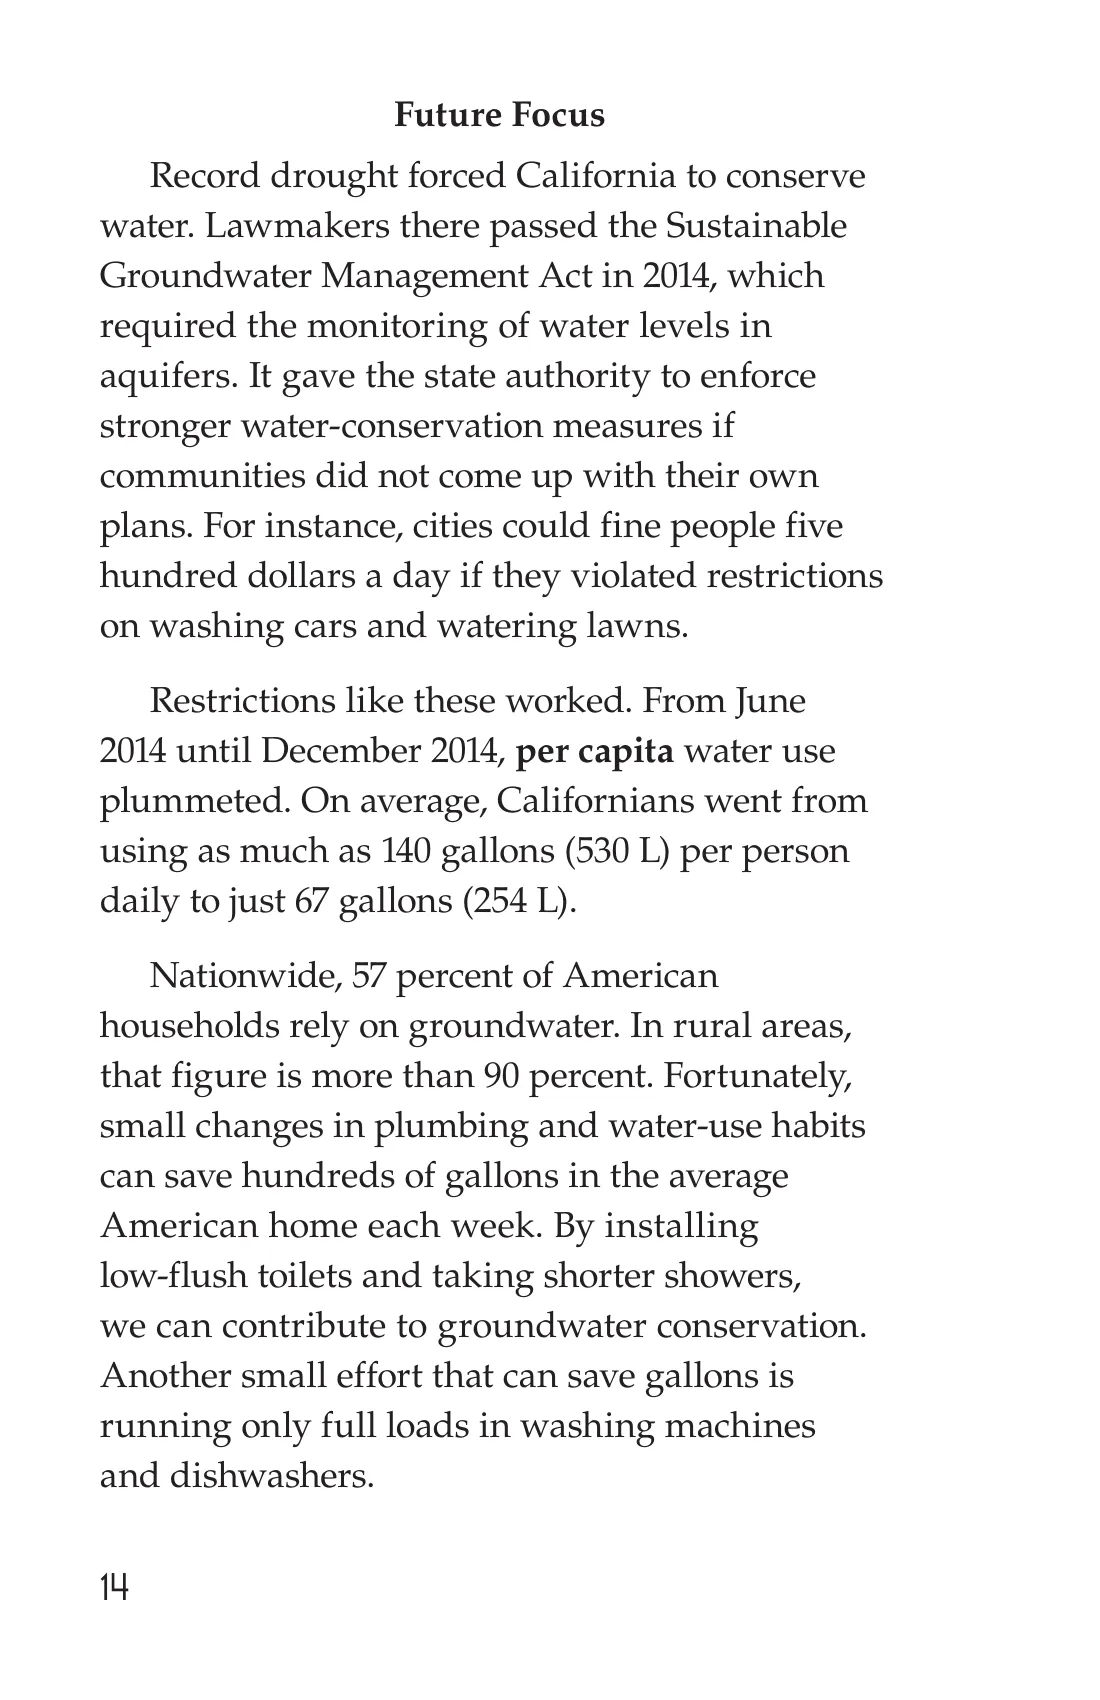 Future Focus
Record drought forced California to conserve
water. Lawmakers there passed the Sustainable
Groundwater Management Act in 2014, which
required the monitoring of water levels in
aquifers. It gave the state authority to enforce
stronger water-conservation measures if
communities did not come up with their own
plans. For instance, cities could fine people five
hundred dollars a day if they violated restrictions
on washing cars and watering lawns.
Restrictions like these worked. From June
2014 until December 2014, per capita water use
plummeted. On average, Californians went from
using as much as 140 gallons (530 L) per person
daily to just 67 gallons (254 L).
Nationwide, 57 percent of American
households rely on groundwater. In rural areas,
that figure is more than 90 percent. Fortunately,
small changes in plumbing and water-use habits
can save hundreds of gallons in the average
American home each week. By installing
low-flush toilets and taking shorter showers,
we can contribute to groundwater conservation.
Another small effort that can save gallons is
running only full loads in washing machines
and dishwashers.
14